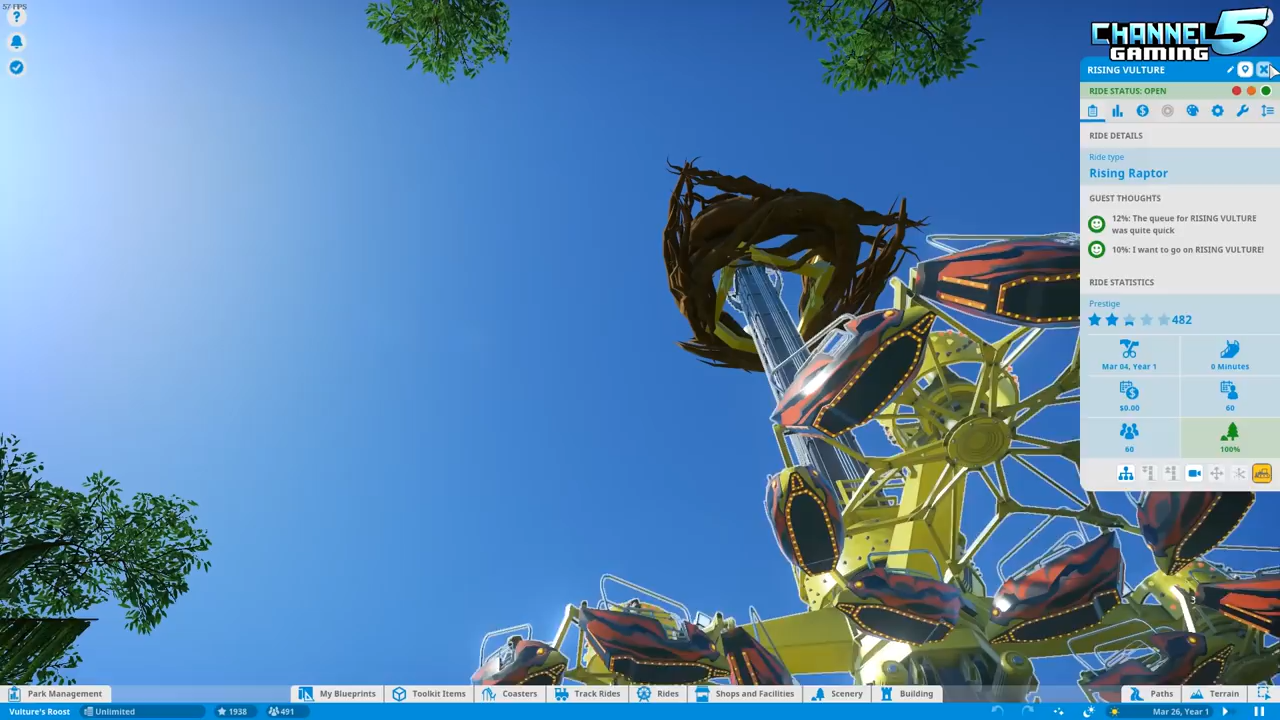 57 FPS
CHANNEL 5
GAMING
RISING VULTURE
RIDE STATUS: OPEN
RIDE DETAILS
Ride type
Rising Raptor
GUEST THOUGHTS
12%: The queue for RISING VULTURE
was quite quick
10%: I want to go on RISING VULTURE!
RIDE STATISTICS
Prestige
482
Mar 04, Year 1
0 Minutes
$0.00
60
60
100%
3
Park Management
My Blueprints
Toolkit Items
Coasters
Track Rides
Rides
Shops and Facilities
Scenery
Building
Paths
Terrain
Vulture's Roost
Unlimited
1938
491
Mar 26, Year 1